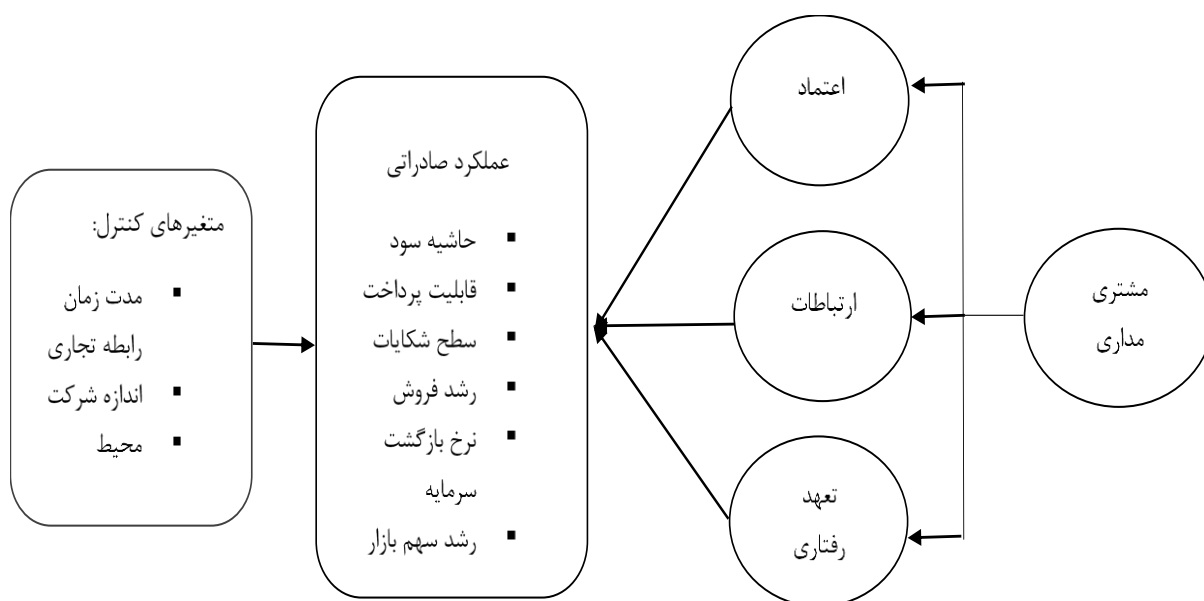 اعتماد
ارتباطات
تعهد
رفتاری
مشتری
مداری
عملکرد صادراتی
▪ حاشیه سود
▪ قابلیت پرداخت
▪ سطح شکایات
▪ رشد فروش
▪ نرخ بازگشت
سرمایه
▪ رشد سهم بازار
متغیرهای کنترل:
▪ مدت زمان
رابطه تجاری
▪ اندازه شرکت
▪ محیط